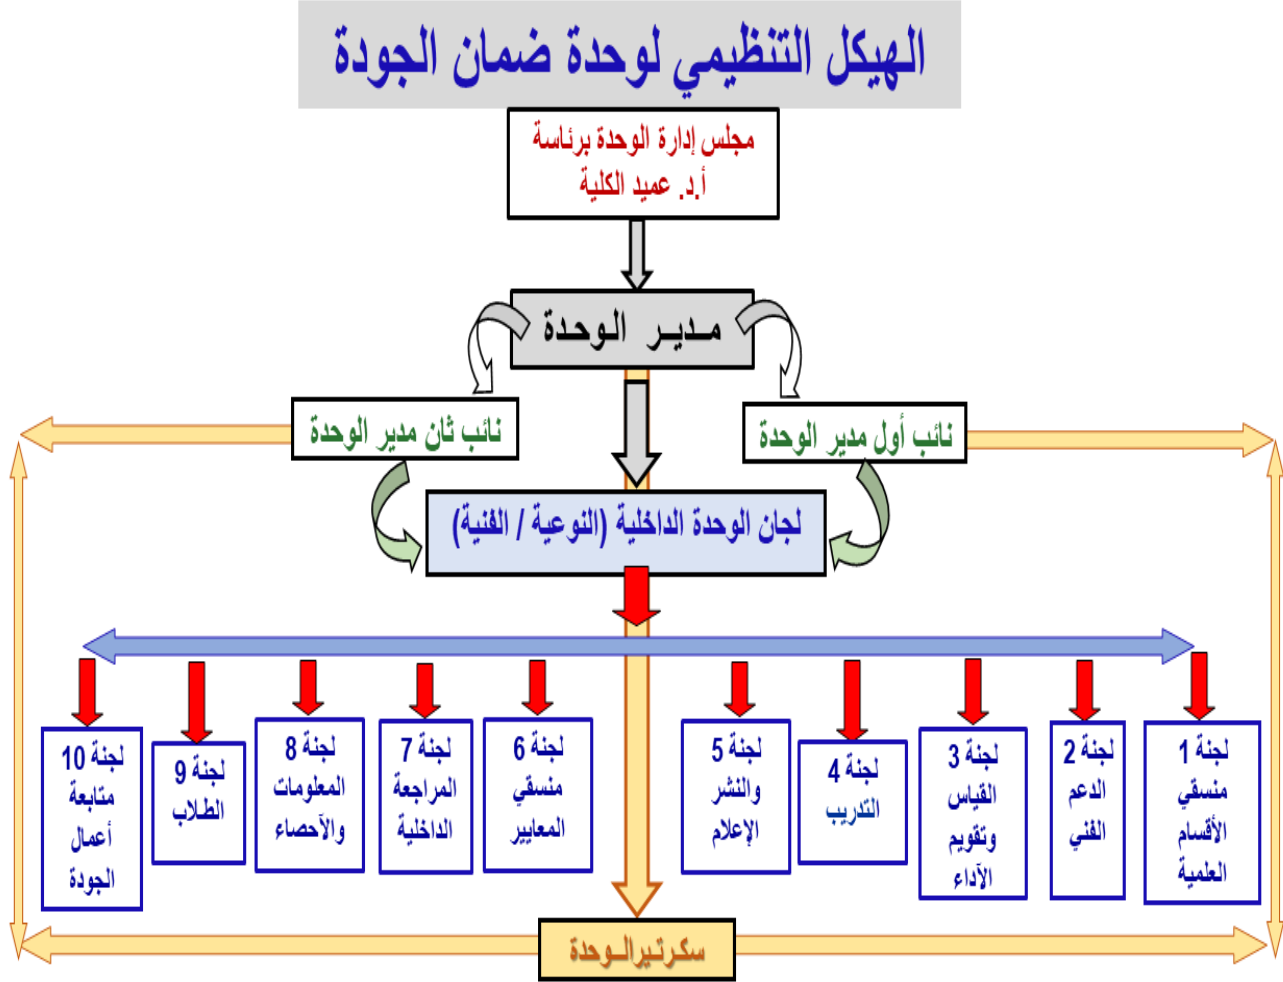 الهيكل التنظيمي لوحدة ضمان الجودة
مجلس إدارة الوحدة برئاسة
أ.د. عميد الكلية
مدير الوحدة
نائب أول مدير الوحدة
نائب ثان مدير الوحدة
لجان الوحدة الداخلية (النوعية / الفنية)
لجنة 1
منسقي
الأقسام
العلمية
لجنة 2
الدعم
الفني
لجنة 3
القياس
وتقويم
الآداء
لجنة 4
التدريب
لجنة 5
والنشر
الإعلام
لجنة 6
منسقي
المعايير
لجنة 7
المراجعة
الداخلية
لجنة 8
المعلومات
والآحصاء
لجنة 9
الطلاب
لجنة 10
متابعة
أعمال
الجودة
سكرتيرالوحدة